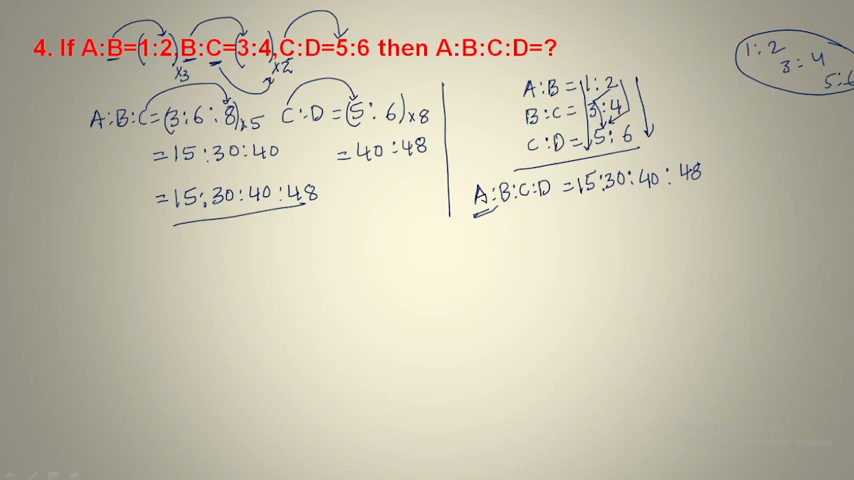 4. If A:B=(1:2),B:C=(3:4),C:D=5:6 then A:B:C:D=?
×3 ×2
A:B:C=(3:6:8)×5 C:D=(5:6)×8
=15:30:40 =40:48
=15:30:40:48
A:B=1:2
B:C=3:4
C:D=5:6
A:B:C:D=15:30:40:48
1:2
3:4
5:6